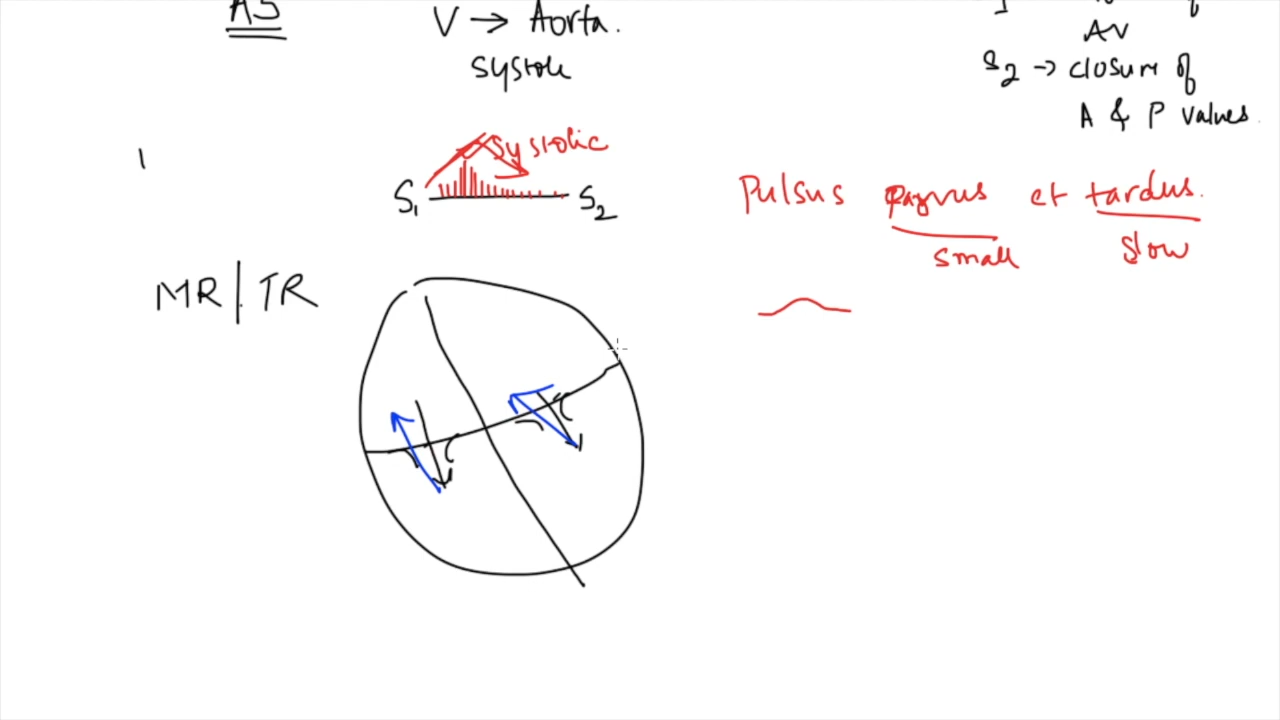 AS
V → Aorta.
systole
AV
S2 → closure of
A & P valves.
systolic
S1 S2
Pulsus parvus et tardus.
small slow
MR | TR